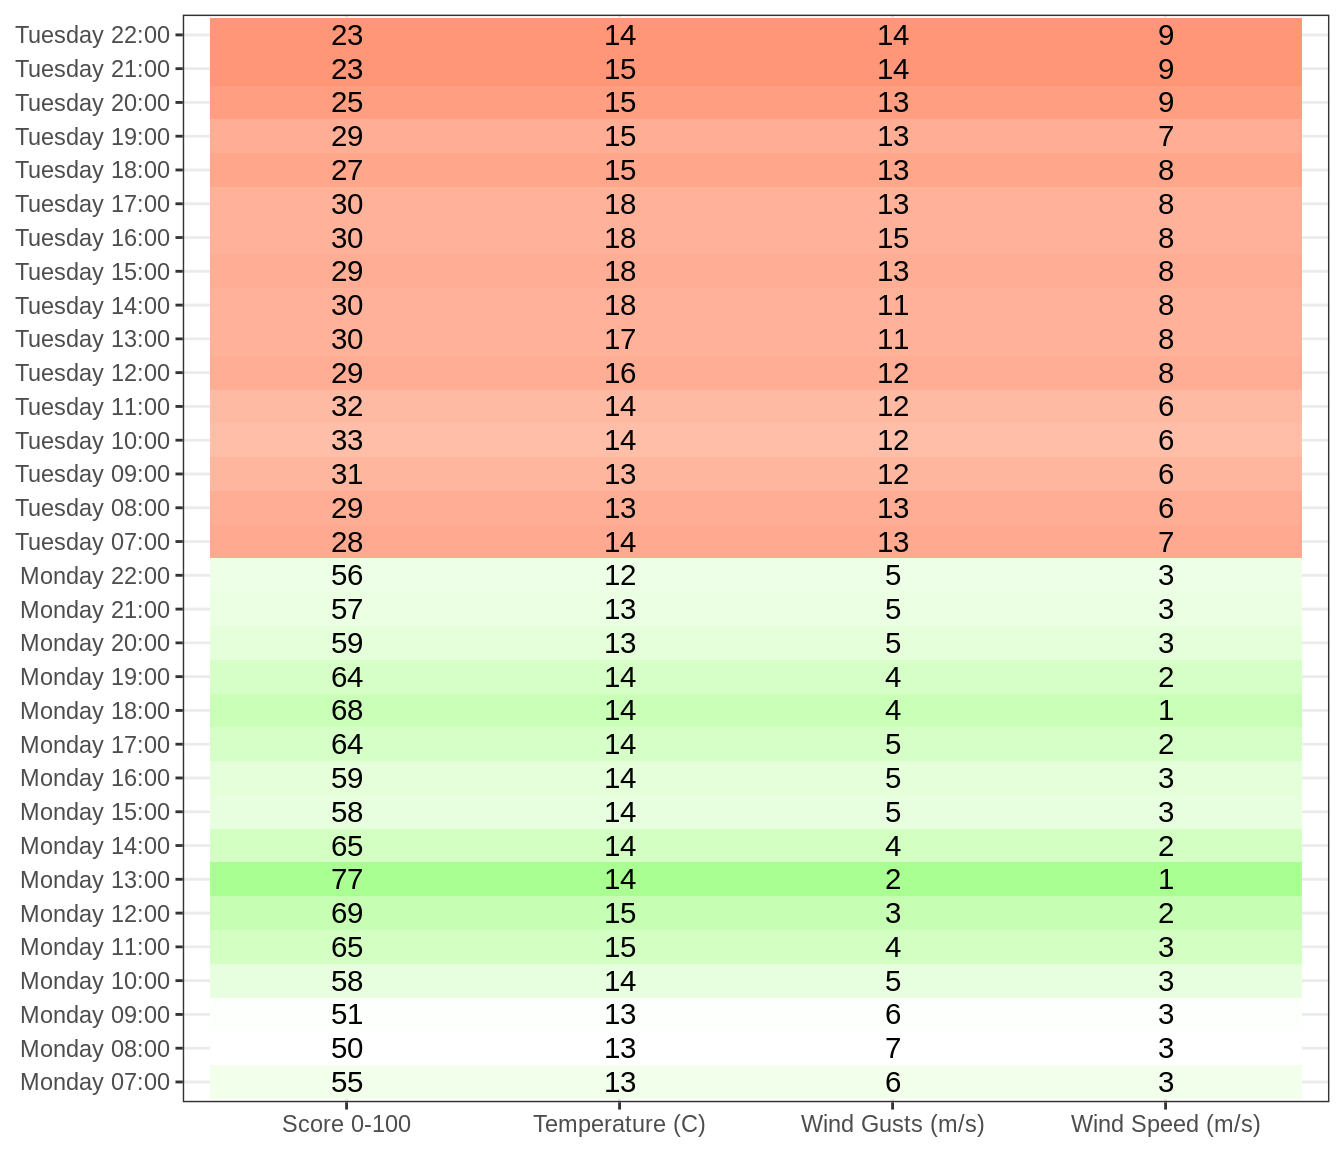 Tuesday 22:00 23 14 14 9
Tuesday 21:00 23 15 14 9
Tuesday 20:00 25 15 13 9
Tuesday 19:00 29 15 13 7
Tuesday 18:00 27 15 13 8
Tuesday 17:00 30 18 13 8
Tuesday 16:00 30 18 15 8
Tuesday 15:00 29 18 13 8
Tuesday 14:00 30 18 11 8
Tuesday 13:00 30 17 11 8
Tuesday 12:00 29 16 12 8
Tuesday 11:00 32 14 12 6
Tuesday 10:00 33 14 12 6
Tuesday 09:00 31 13 12 6
Tuesday 08:00 29 13 13 6
Tuesday 07:00 28 14 13 7
Monday 22:00 56 12 5 3
Monday 21:00 57 13 5 3
Monday 20:00 59 13 5 3
Monday 19:00 64 14 4 2
Monday 18:00 68 14 4 1
Monday 17:00 64 14 5 2
Monday 16:00 59 14 5 3
Monday 15:00 58 14 5 3
Monday 14:00 65 14 4 2
Monday 13:00 77 14 2 1
Monday 12:00 69 15 3 2
Monday 11:00 65 15 4 3
Monday 10:00 58 14 5 3
Monday 09:00 51 13 6 3
Monday 08:00 50 13 7 3
Monday 07:00 55 13 6 3
Score 0-100 Temperature (C) Wind Gusts (m/s) Wind Speed (m/s)